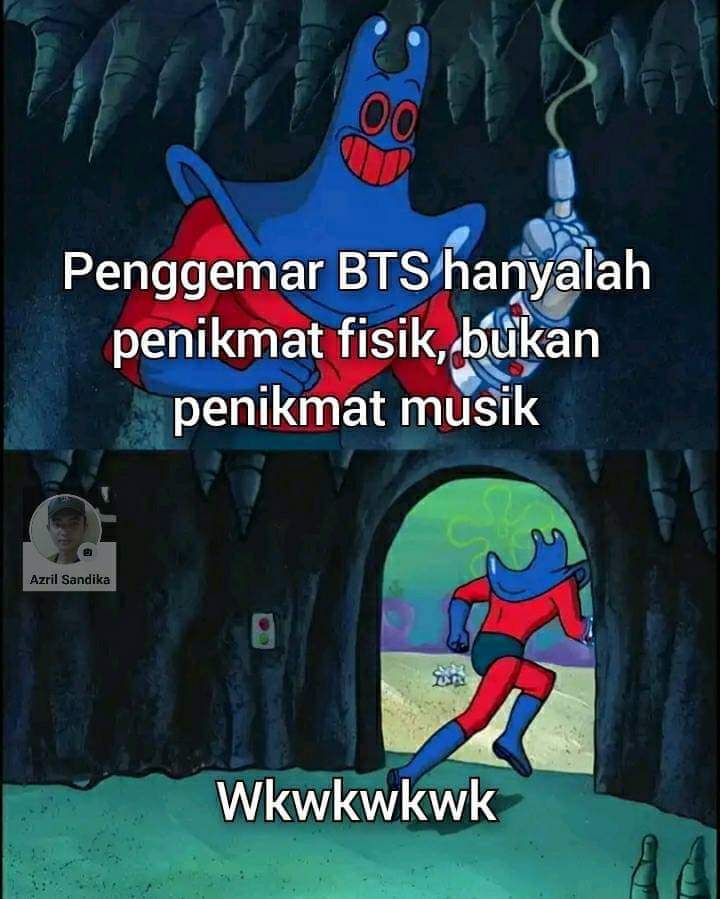 Penggemar BTS hanyalah
penikmat fisik, bukan
penikmat musik
Azril Sandika
Wkwkwkwk